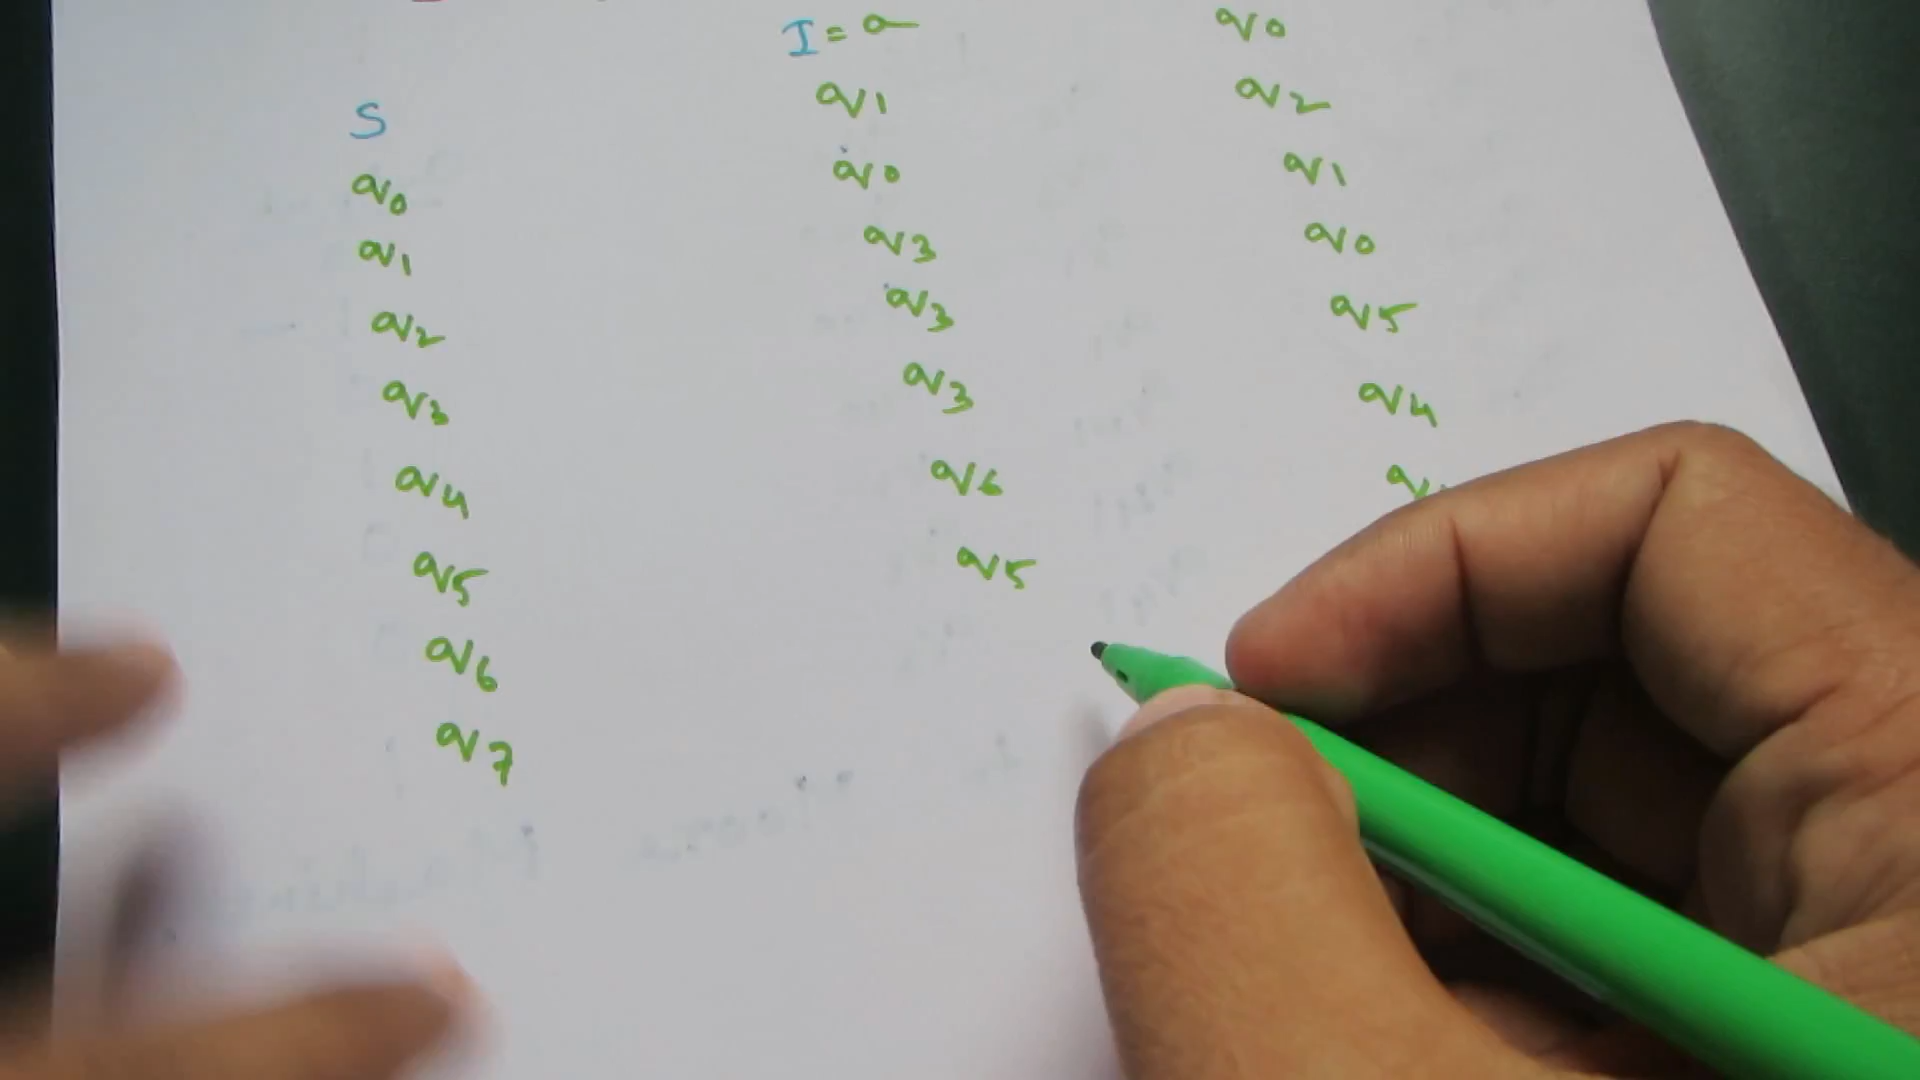 S I = a
q0 q1 q0
q1 q0 q2
q2 q3 q1
q3 q3 q0
q4 q3 q5
q5 q6 q4
q6 q5
q7